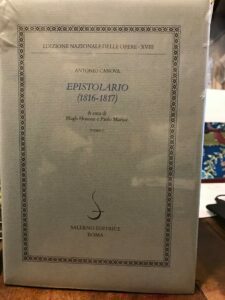 EDIZIONE NAZIONALE DELLE OPERE · XVIII
ANTONIO CANOVA
EPISTOLARIO
(1816-1817)
A cura di
Hugh Honour e Paolo Mariuz
TOMO I
SALERNO EDITRICE
ROMA